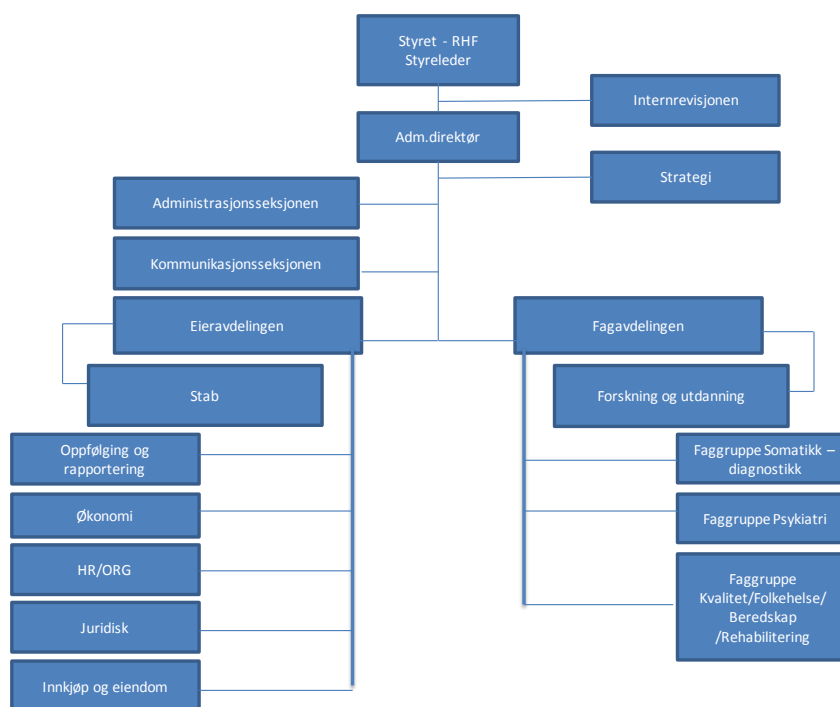 Styret - RHF
Styreleder
Internrevisjonen
Adm.direktør
Strategi
Administrasjonsseksjonen
Kommunikasjonsseksjonen
Eieravdelingen
Fagavdelingen
Stab
Forskning og utdanning
Oppfølging og
rapportering
Faggruppe Somatikk –
diagnostikk
Økonomi
Faggruppe Psykiatri
HR/ORG
Faggruppe
Kvalitet/Folkehelse/
Beredskap
/Rehabilitering
Juridisk
Innkjøp og eiendom